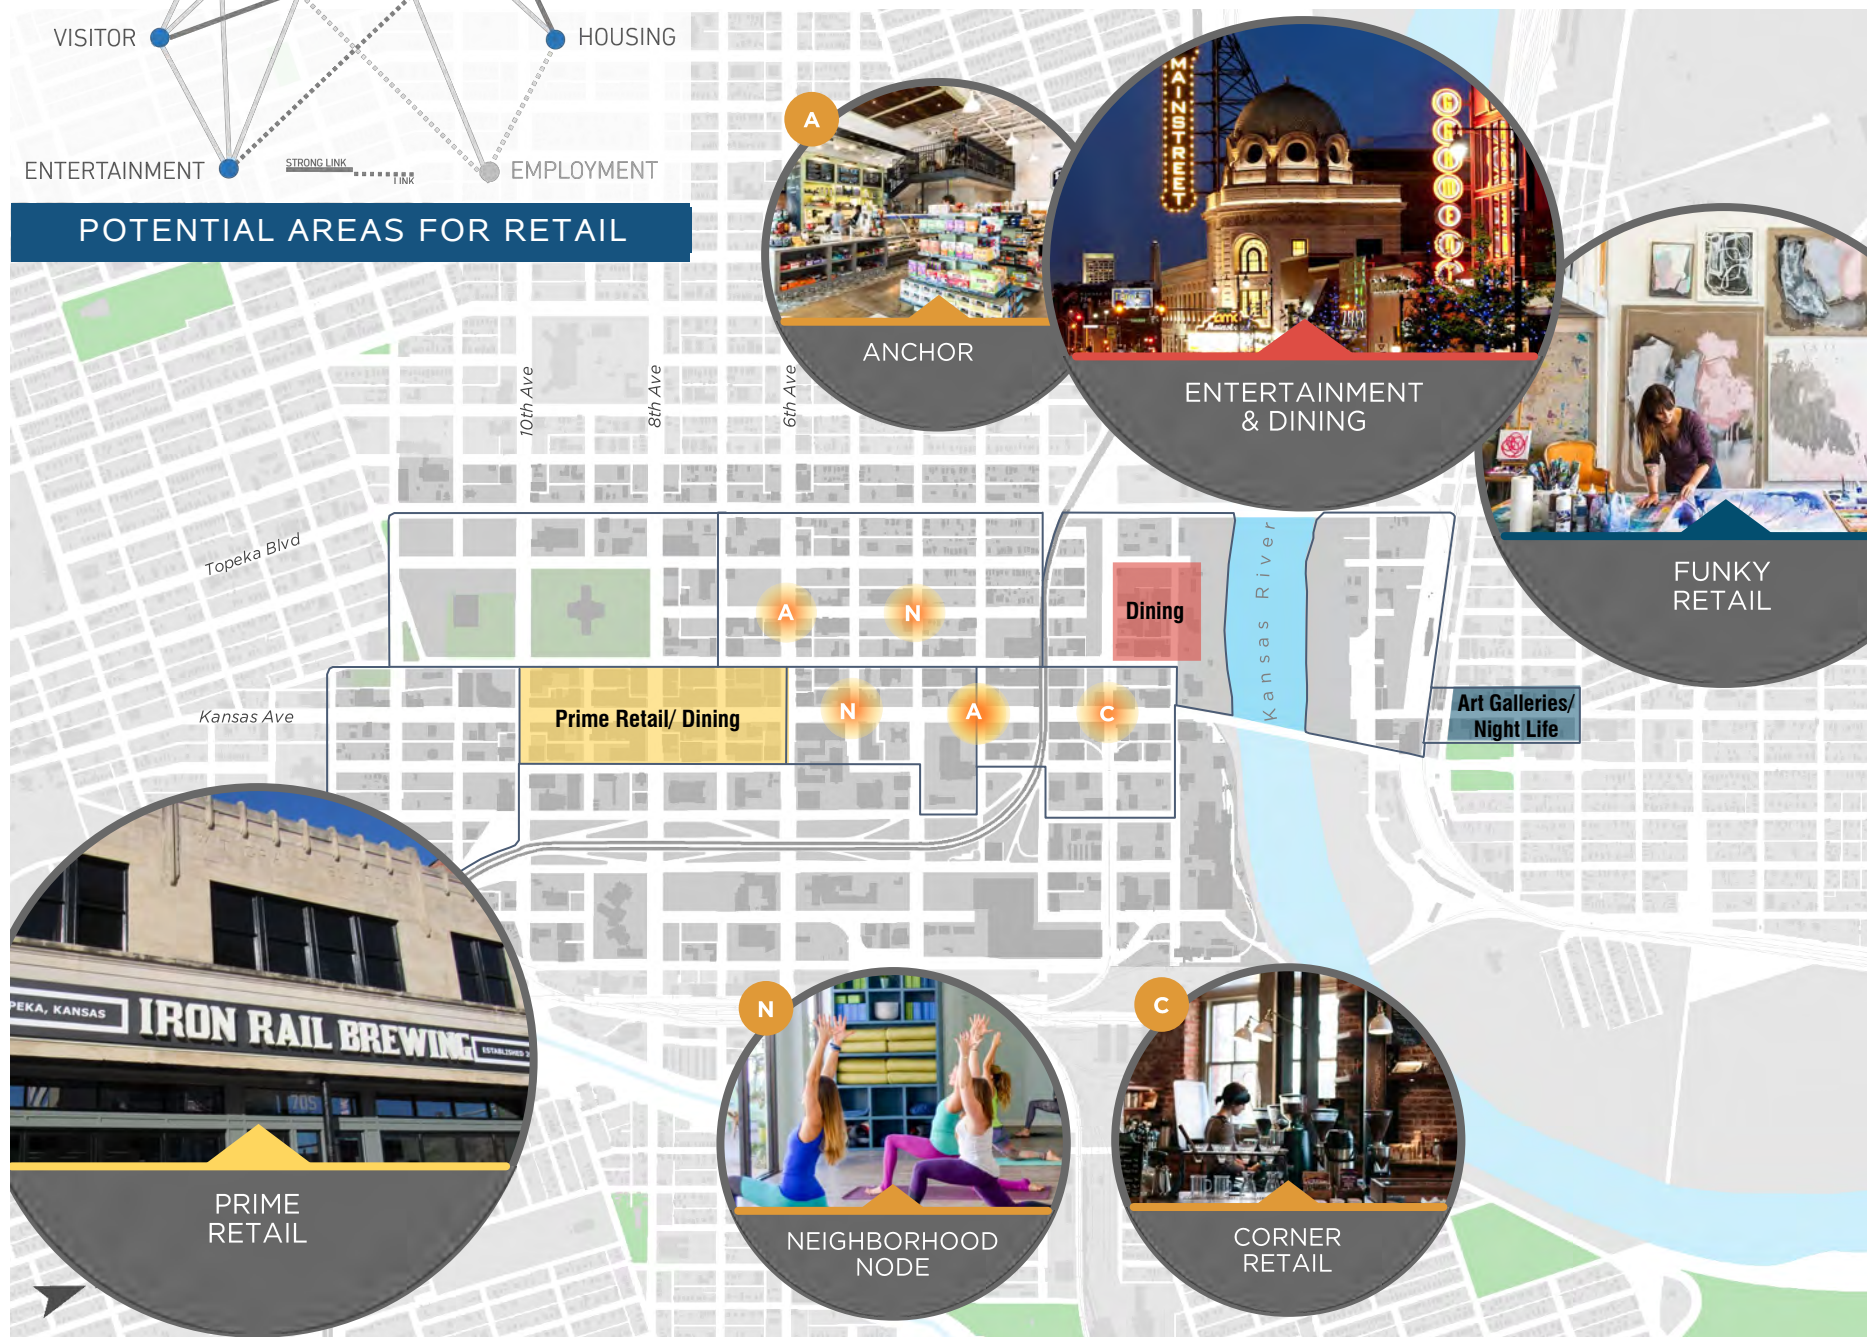 VISITOR
HOUSING
ENTERTAINMENT
STRONG LINK
LINK
EMPLOYMENT
POTENTIAL AREAS FOR RETAIL
A
MAINSTREET
ANCHOR
ENTERTAINMENT
& DINING
FUNKY
RETAIL
10th Ave
8th Ave
6th Ave
Topeka Blvd
Kansas Ave
Kansas River
A
N
Dining
Prime Retail/ Dining
N
A
C
Art Galleries/
Night Life
PEKA, KANSAS
IRON RAIL BREWING
ESTABLISHED
705
PRIME
RETAIL
N
NEIGHBORHOOD
NODE
C
CORNER
RETAIL